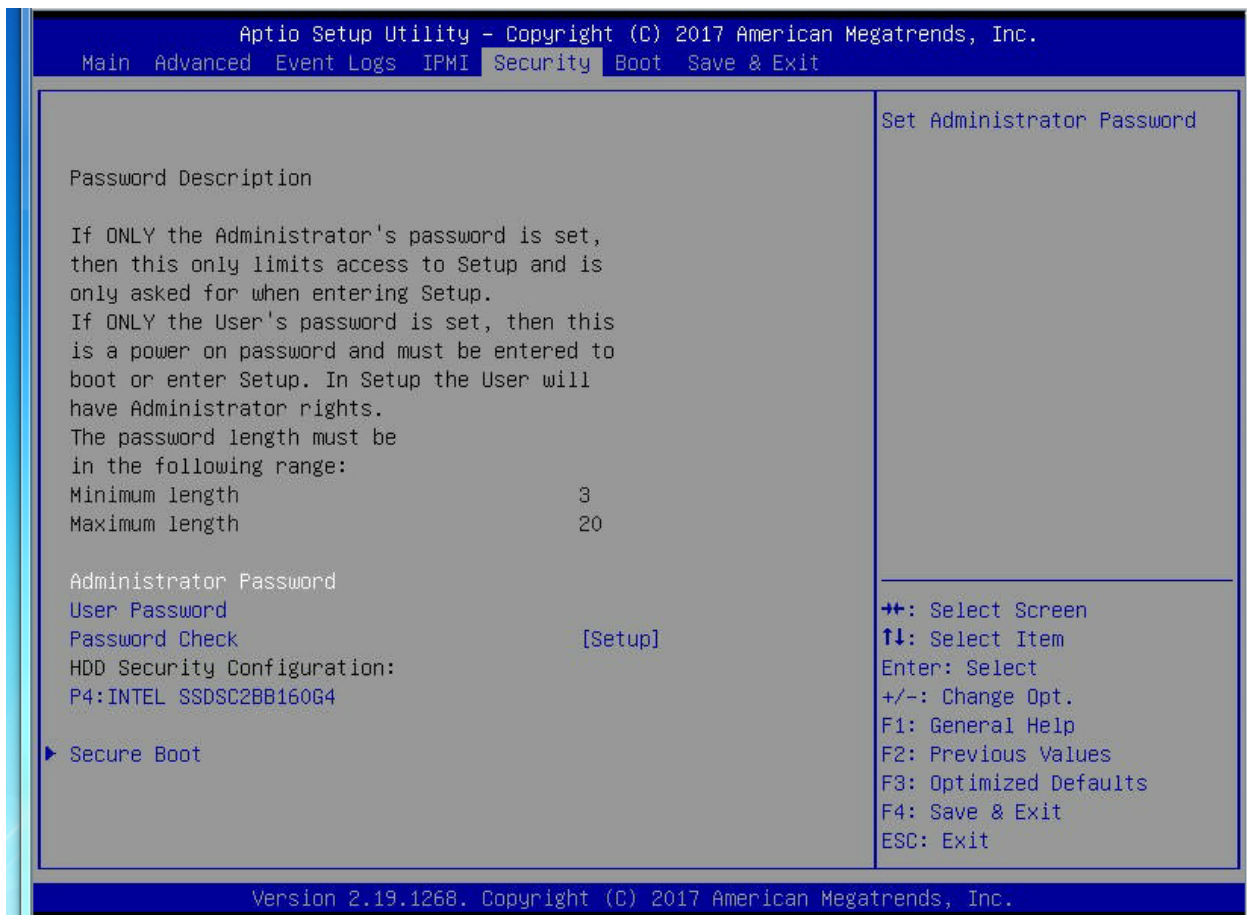 Aptio Setup Utility – Copyright (C) 2017 American Megatrends, Inc.
Main Advanced Event Logs IPMI Security Boot Save & Exit
Password Description
If ONLY the Administrator's password is set,
then this only limits access to Setup and is
only asked for when entering Setup.
If ONLY the User's password is set, then this
is a power on password and must be entered to
boot or enter Setup. In Setup the User will
have Administrator rights.
The password length must be
in the following range:
Minimum length 3
Maximum length 20
Administrator Password
User Password
Password Check [Setup]
HDD Security Configuration:
P4:INTEL SSDSC2BB160G4
Secure Boot
Set Administrator Password
→←: Select Screen
↑↓: Select Item
Enter: Select
+/-: Change Opt.
F1: General Help
F2: Previous Values
F3: Optimized Defaults
F4: Save & Exit
ESC: Exit
Version 2.19.1268. Copyright (C) 2017 American Megatrends, Inc.